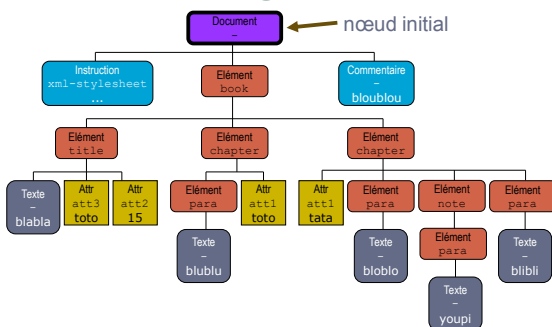 Document
–
nœud initial
Instruction
xml-stylesheet
...
Elément
book
Commentaire
–
bloublou
Elément
title
Elément
chapter
Elément
chapter
Texte
–
blabla
Attr
att3
toto
Attr
att2
15
Elément
para
Attr
att1
toto
Attr
att1
tata
Elément
para
Elément
note
Elément
para
Texte
–
blublu
Texte
–
bloblo
Elément
para
Texte
–
blibli
Texte
–
youpi